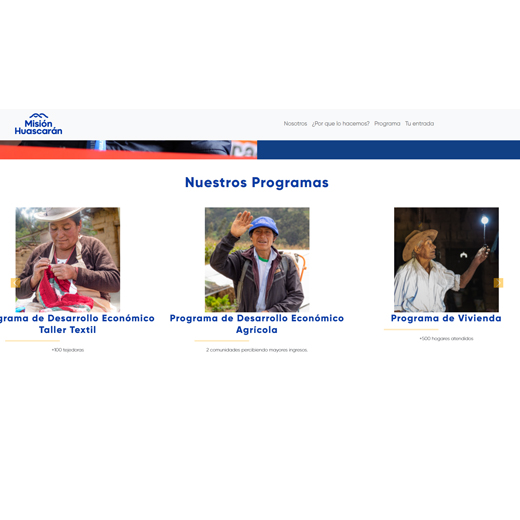 Misión
Huascarán
Nosotros ¿Por que lo hacemos? Programa Tu entrada
Nuestros Programas
grama de Desarrollo Económico
Taller Textil
+100 tejedoras
Programa de Desarrollo Económico
Agrícola
2 comunidades percibiendo mayores ingresos.
Programa de Vivienda
+500 hogares atendidos